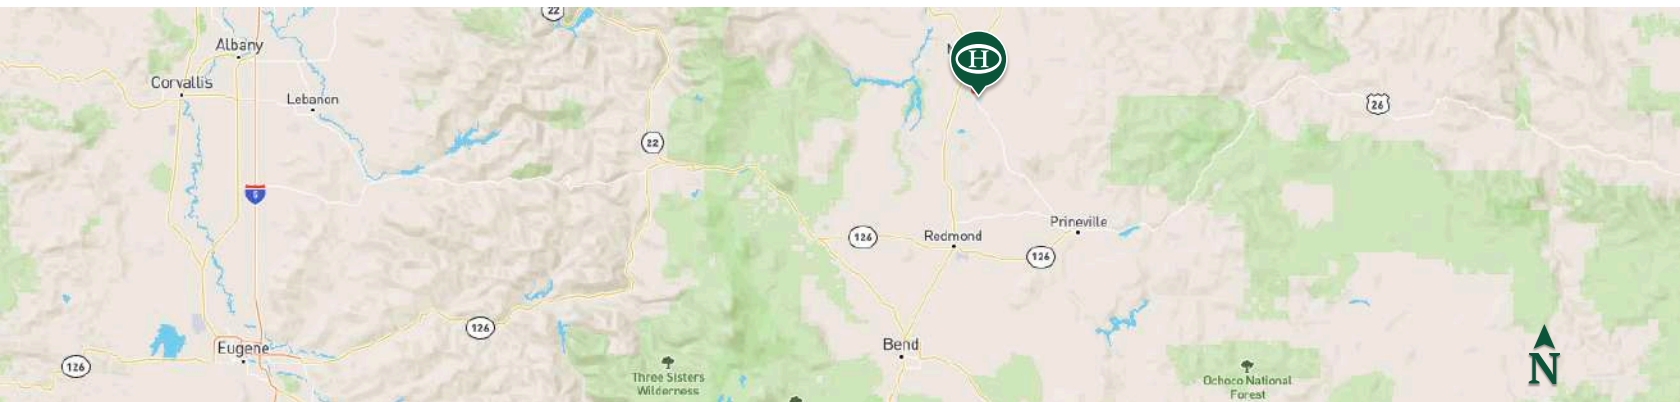 22
Albany
Corvallis
Lebanon
H
26
22
5
Prineville
126
Redmond
126
126
Eugene
Bend
126
Three Sisters
Wilderness
Ochoco National
Forest
N